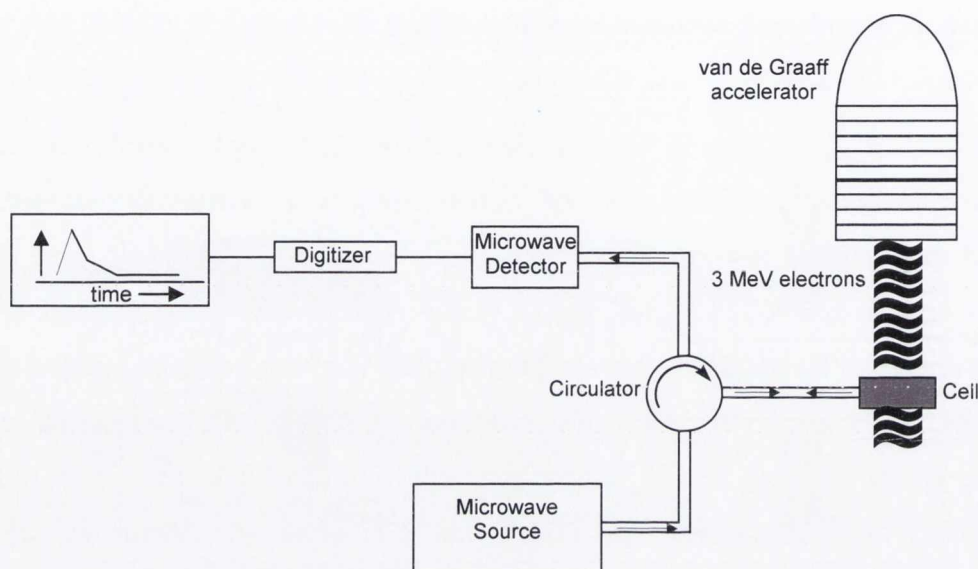 van de Graaff
accelerator
Microwave
Detector
Digitizer
3 MeV electrons
time
Circulator
Cell
Microwave
Source